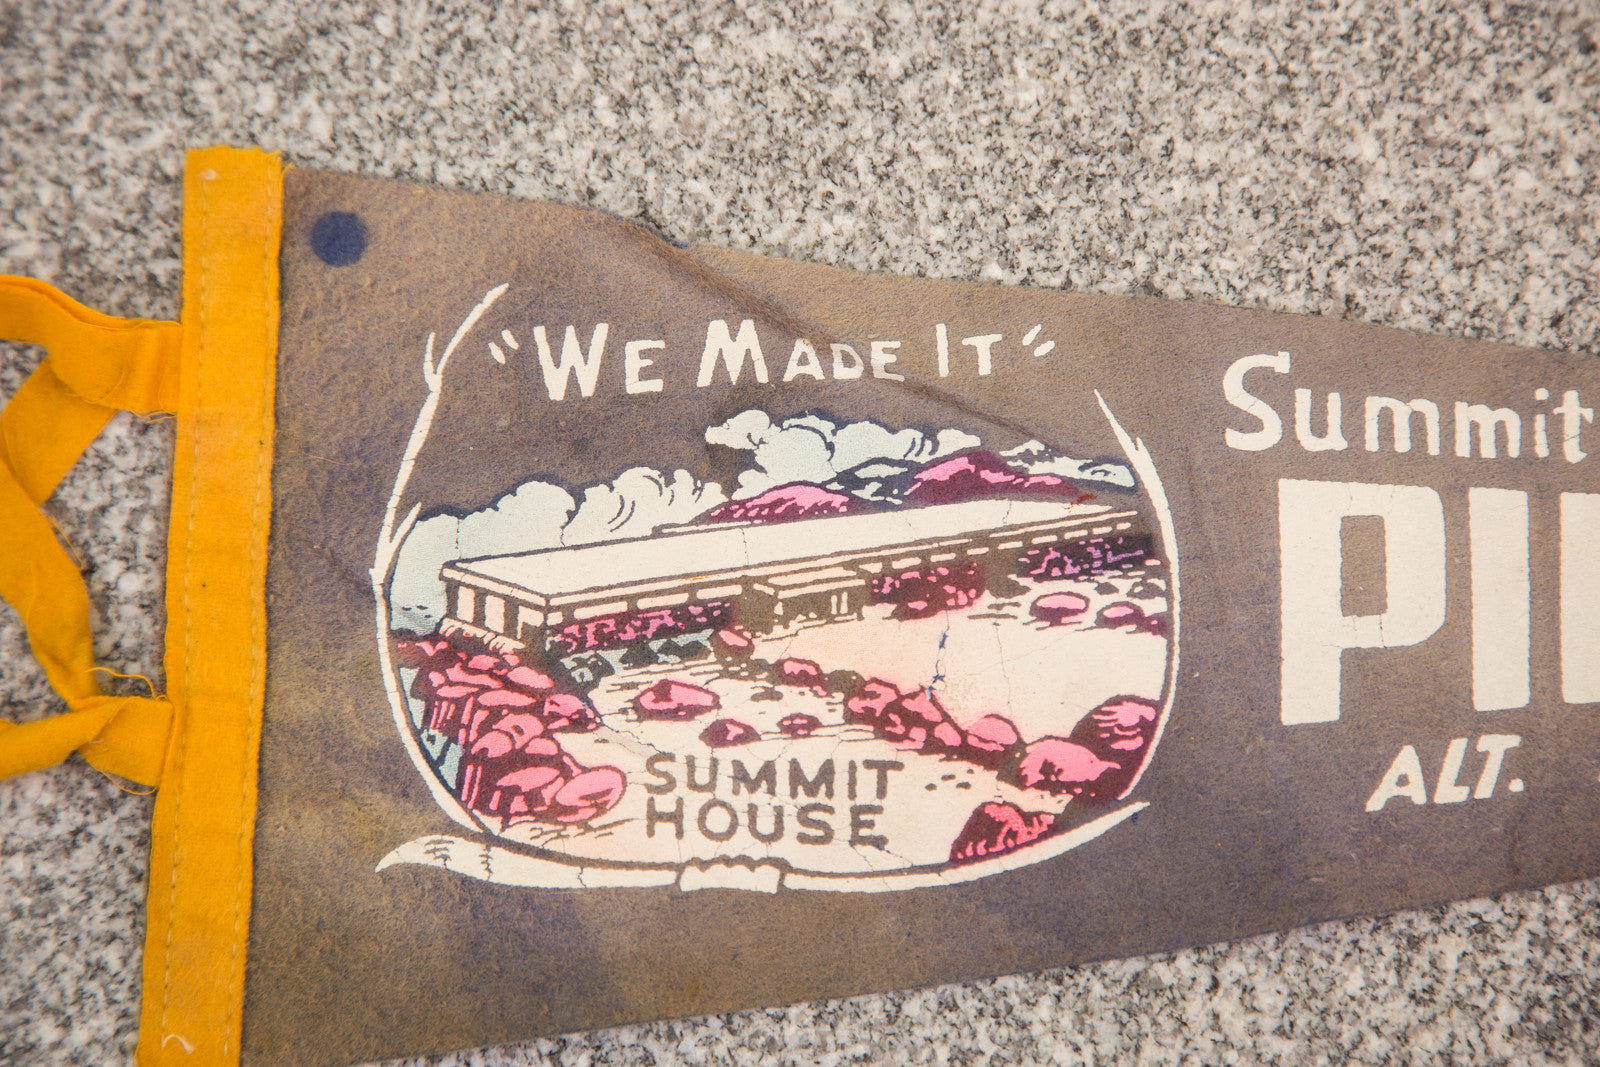 "WE MADE IT"
SUMMIT
HOUSE
Summit
ALT.